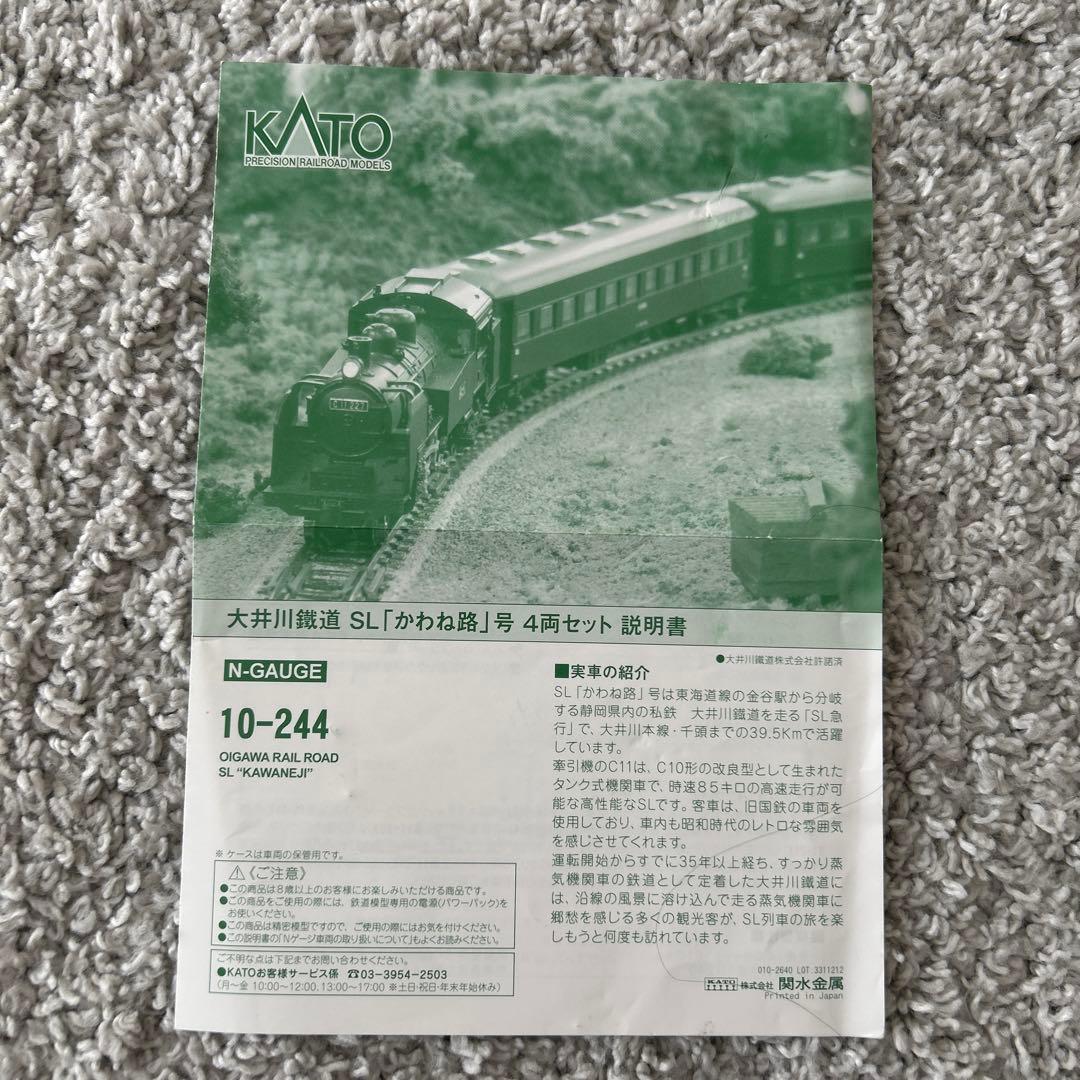 KATO
PRECISION RAILROAD MODELS
C11 227
大井川鐵道 SL「かわね路」号 4両セット 説明書
●大井川鐵道株式会社許諾済
N-GAUGE
10-244
OIGAWA RAIL ROAD
SL "KAWANEJI"
■実車の紹介
SL「かわね路」号は東海道線の金谷駅から分岐
する静岡県内の私鉄 大井川鐵道を走る「SL急
行」で、大井川本線・千頭までの39.5Kmで活躍
しています。
牽引機のC11は、C10形の改良型として生まれた
タンク式機関車で、時速85キロの高速走行が可
能な高性能なSLです。客車は、旧国鉄の車両を
使用しており、車内も昭和時代のレトロな雰囲気
を感じさせてくれます。
運転開始からすでに35年以上経ち、すっかり蒸
気機関車の鉄道として定着した大井川鐵道に
は、沿線の風景に溶け込んで走る蒸気機関車に
郷愁を感じる多くの観光客が、SL列車の旅を楽
しもうと何度も訪れています。
※ ケースは車両の保管用です。
⚠《ご注意》
●この商品は8歳以上のお客様にお楽しみいただける商品です。
●この商品をご使用の際には、鉄道模型専用の電源(パワーパック)を
お使いください。
●この商品は精密模型ですので、ご使用の際にはお気を付けください。
●この説明書の「Nゲージ車両の取り扱いについて」もよくお読みください。
ご不明な点は下記までお問い合わせください。
●KATOお客様サービス係 ☎03-3954-2503
(月〜金 10:00〜12:00、13:00〜17:00 ※土日・祝日・年末年始休み)
010-2640 LOT:3311212
KATO 株式会社 関水金属
Printed in Japan